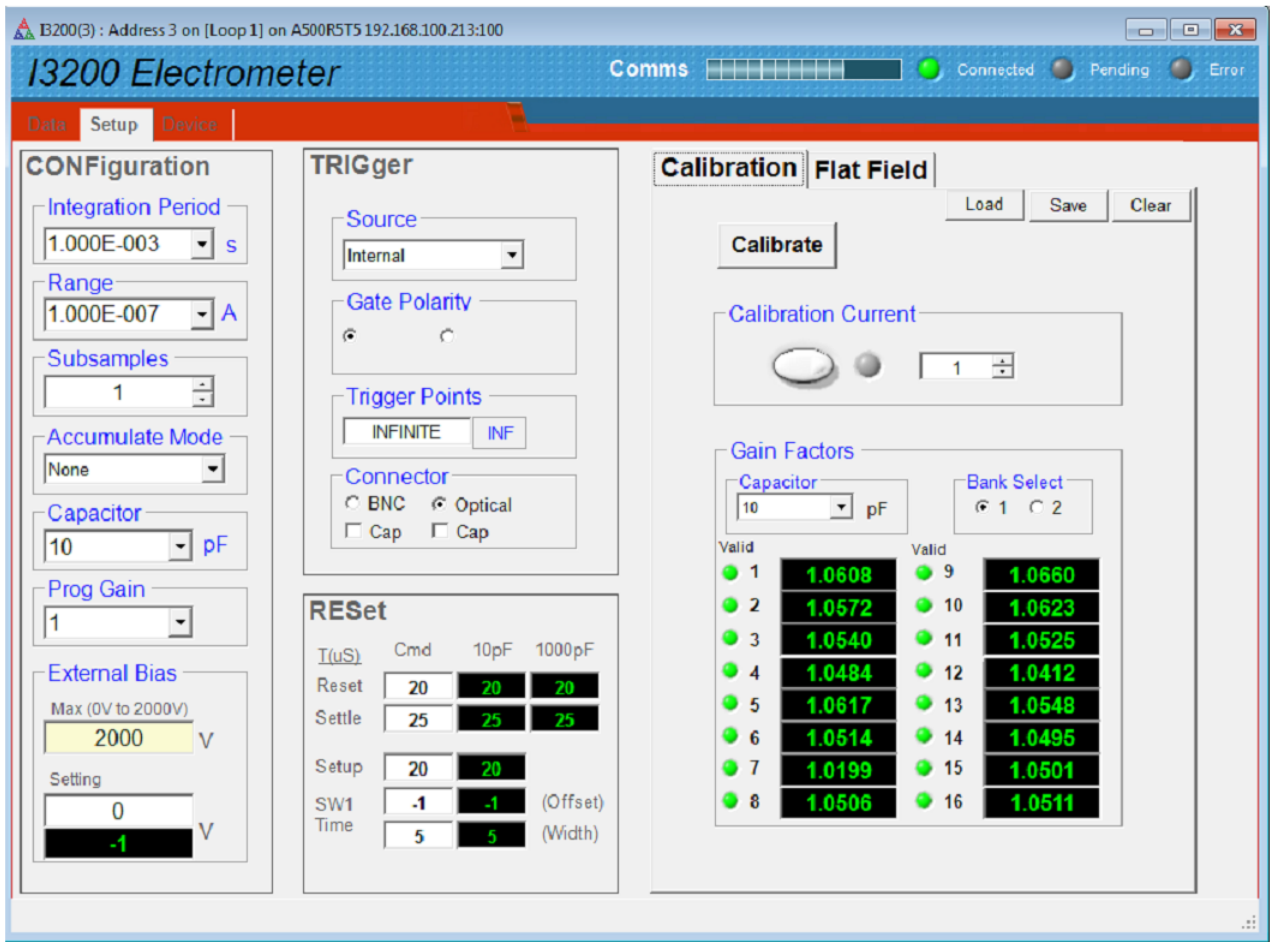 I3200(3) : Address 3 on [Loop 1] on A500R5T5 192.168.100.213:100
I3200 Electrometer
Comms
Connected
Pending
Error
Data
Setup
Device
CONFiguration
Integration Period
1.000E-003
s
Range
1.000E-007
A
Subsamples
1
Accumulate Mode
None
Capacitor
10
pF
Prog Gain
1
External Bias
Max (0V to 2000V)
2000
V
Setting
0
-1
V
TRIGger
Source
Internal
Gate Polarity
Trigger Points
INFINITE
INF
Connector
BNC
Optical
Cap
Cap
RESet
T(uS) Cmd 10pF 1000pF
Reset 20 20 20
Settle 25 25 25
Setup 20 20
SW1 -1 -1 (Offset)
Time 5 5 (Width)
Calibration
Flat Field
Load
Save
Clear
Calibrate
Calibration Current
1
Gain Factors
Capacitor
10
pF
Bank Select
1 2
Valid Valid
1 1.0608 9 1.0660
2 1.0572 10 1.0623
3 1.0540 11 1.0525
4 1.0484 12 1.0412
5 1.0617 13 1.0548
6 1.0514 14 1.0495
7 1.0199 15 1.0501
8 1.0506 16 1.0511